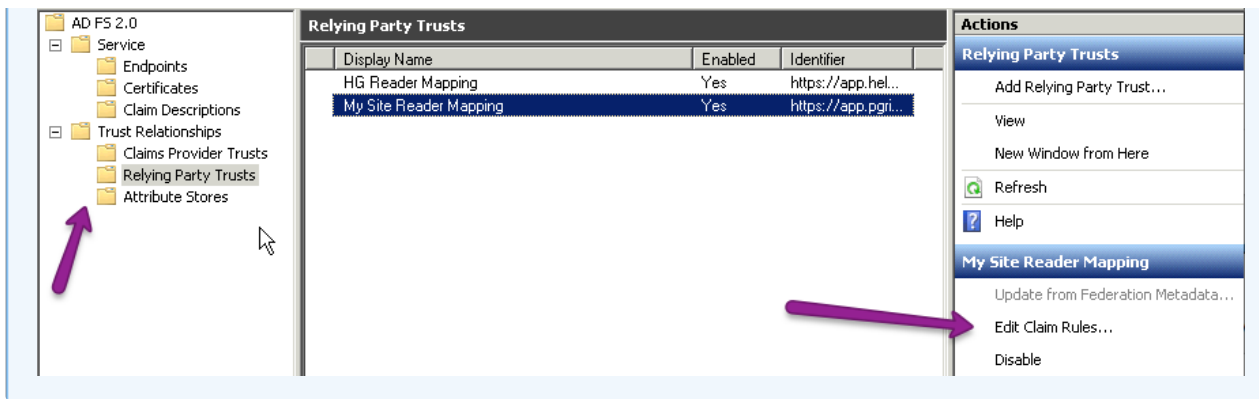 AD FS 2.0
Service
Endpoints
Certificates
Claim Descriptions
Trust Relationships
Claims Provider Trusts
Relying Party Trusts
Attribute Stores
Relying Party Trusts
Display Name Enabled Identifier
HG Reader Mapping Yes https://app.hel...
My Site Reader Mapping Yes https://app.pgri...
Actions
Relying Party Trusts
Add Relying Party Trust...
View
New Window from Here
Refresh
Help
My Site Reader Mapping
Update from Federation Metadata...
Edit Claim Rules...
Disable